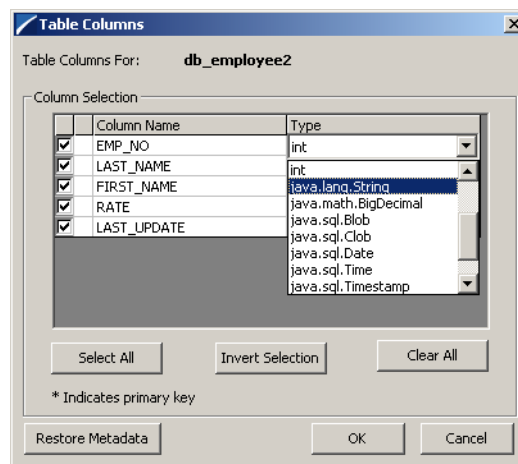 Table Columns
Table Columns For: db_employee2
Column Selection
Column Name Type
EMP_NO int
LAST_NAME int
FIRST_NAME java.lang.String
RATE java.math.BigDecimal
LAST_UPDATE java.sql.Blob
java.sql.Clob
java.sql.Date
java.sql.Time
java.sql.Timestamp
Select All Invert Selection Clear All
* Indicates primary key
Restore Metadata OK Cancel